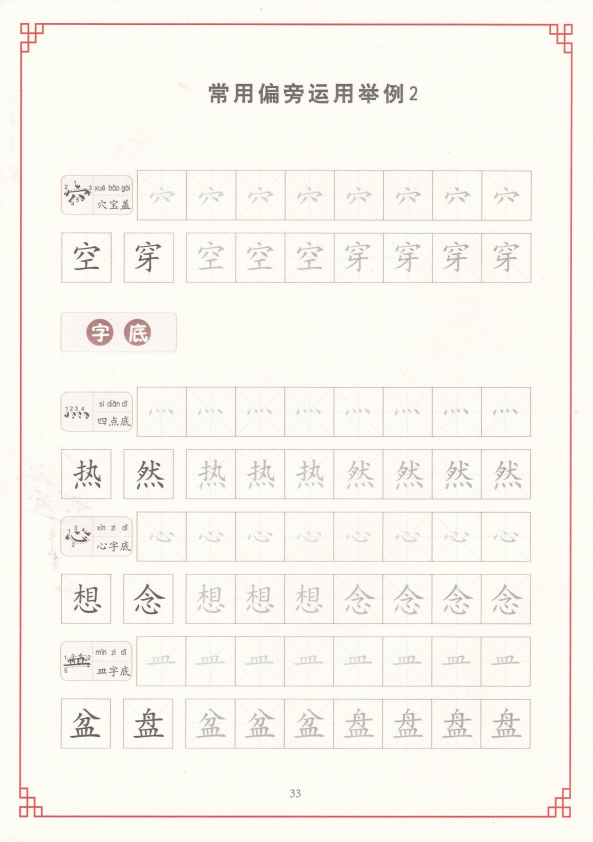 常用偏旁运用举例2
xué bǎo gài
穴宝盖
穴 穴 穴 穴 穴 穴 穴 穴
空 穿 空 空 空 穿 穿 穿 穿
字底
1 2 3 4
sì diǎn dǐ
四点底
灬 灬 灬 灬 灬 灬 灬 灬
热 然 热 热 热 然 然 然 然
xīn zì dǐ
心字底
心 心 心 心 心 心 心 心
想 念 想 想 想 念 念 念 念
mǐn zì dǐ
皿字底
皿 皿 皿 皿 皿 皿 皿 皿
盆 盘 盆 盆 盆 盘 盘 盘 盘
33